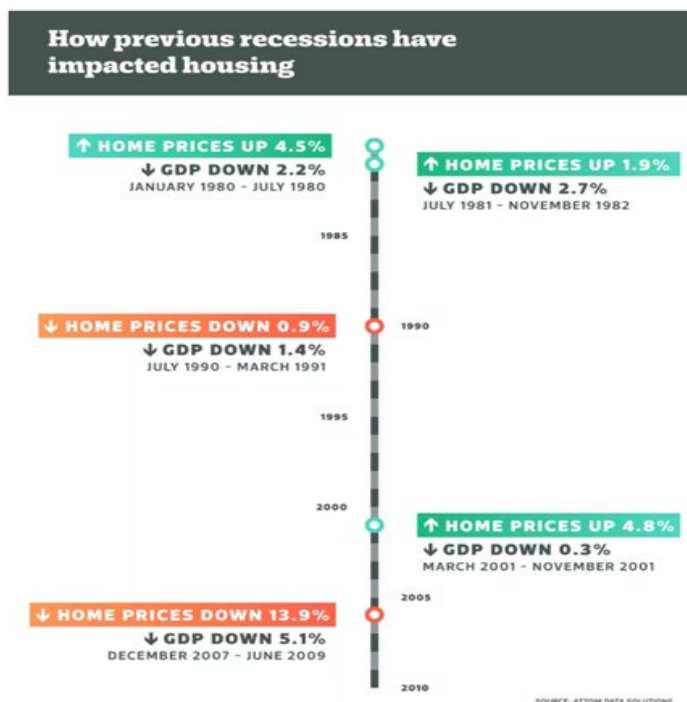 How previous recessions have
impacted housing
↑ HOME PRICES UP 4.5%
↓ GDP DOWN 2.2%
JANUARY 1980 - JULY 1980
↑ HOME PRICES UP 1.9%
↓ GDP DOWN 2.7%
JULY 1981 - NOVEMBER 1982
1985
↓ HOME PRICES DOWN 0.9%
↓ GDP DOWN 1.4%
JULY 1990 - MARCH 1991
1990
1995
2000
↑ HOME PRICES UP 4.8%
↓ GDP DOWN 0.3%
MARCH 2001 - NOVEMBER 2001
2005
↓ HOME PRICES DOWN 13.9%
↓ GDP DOWN 5.1%
DECEMBER 2007 - JUNE 2009
2010
SOURCE: ATTOM DATA SOLUTIONS